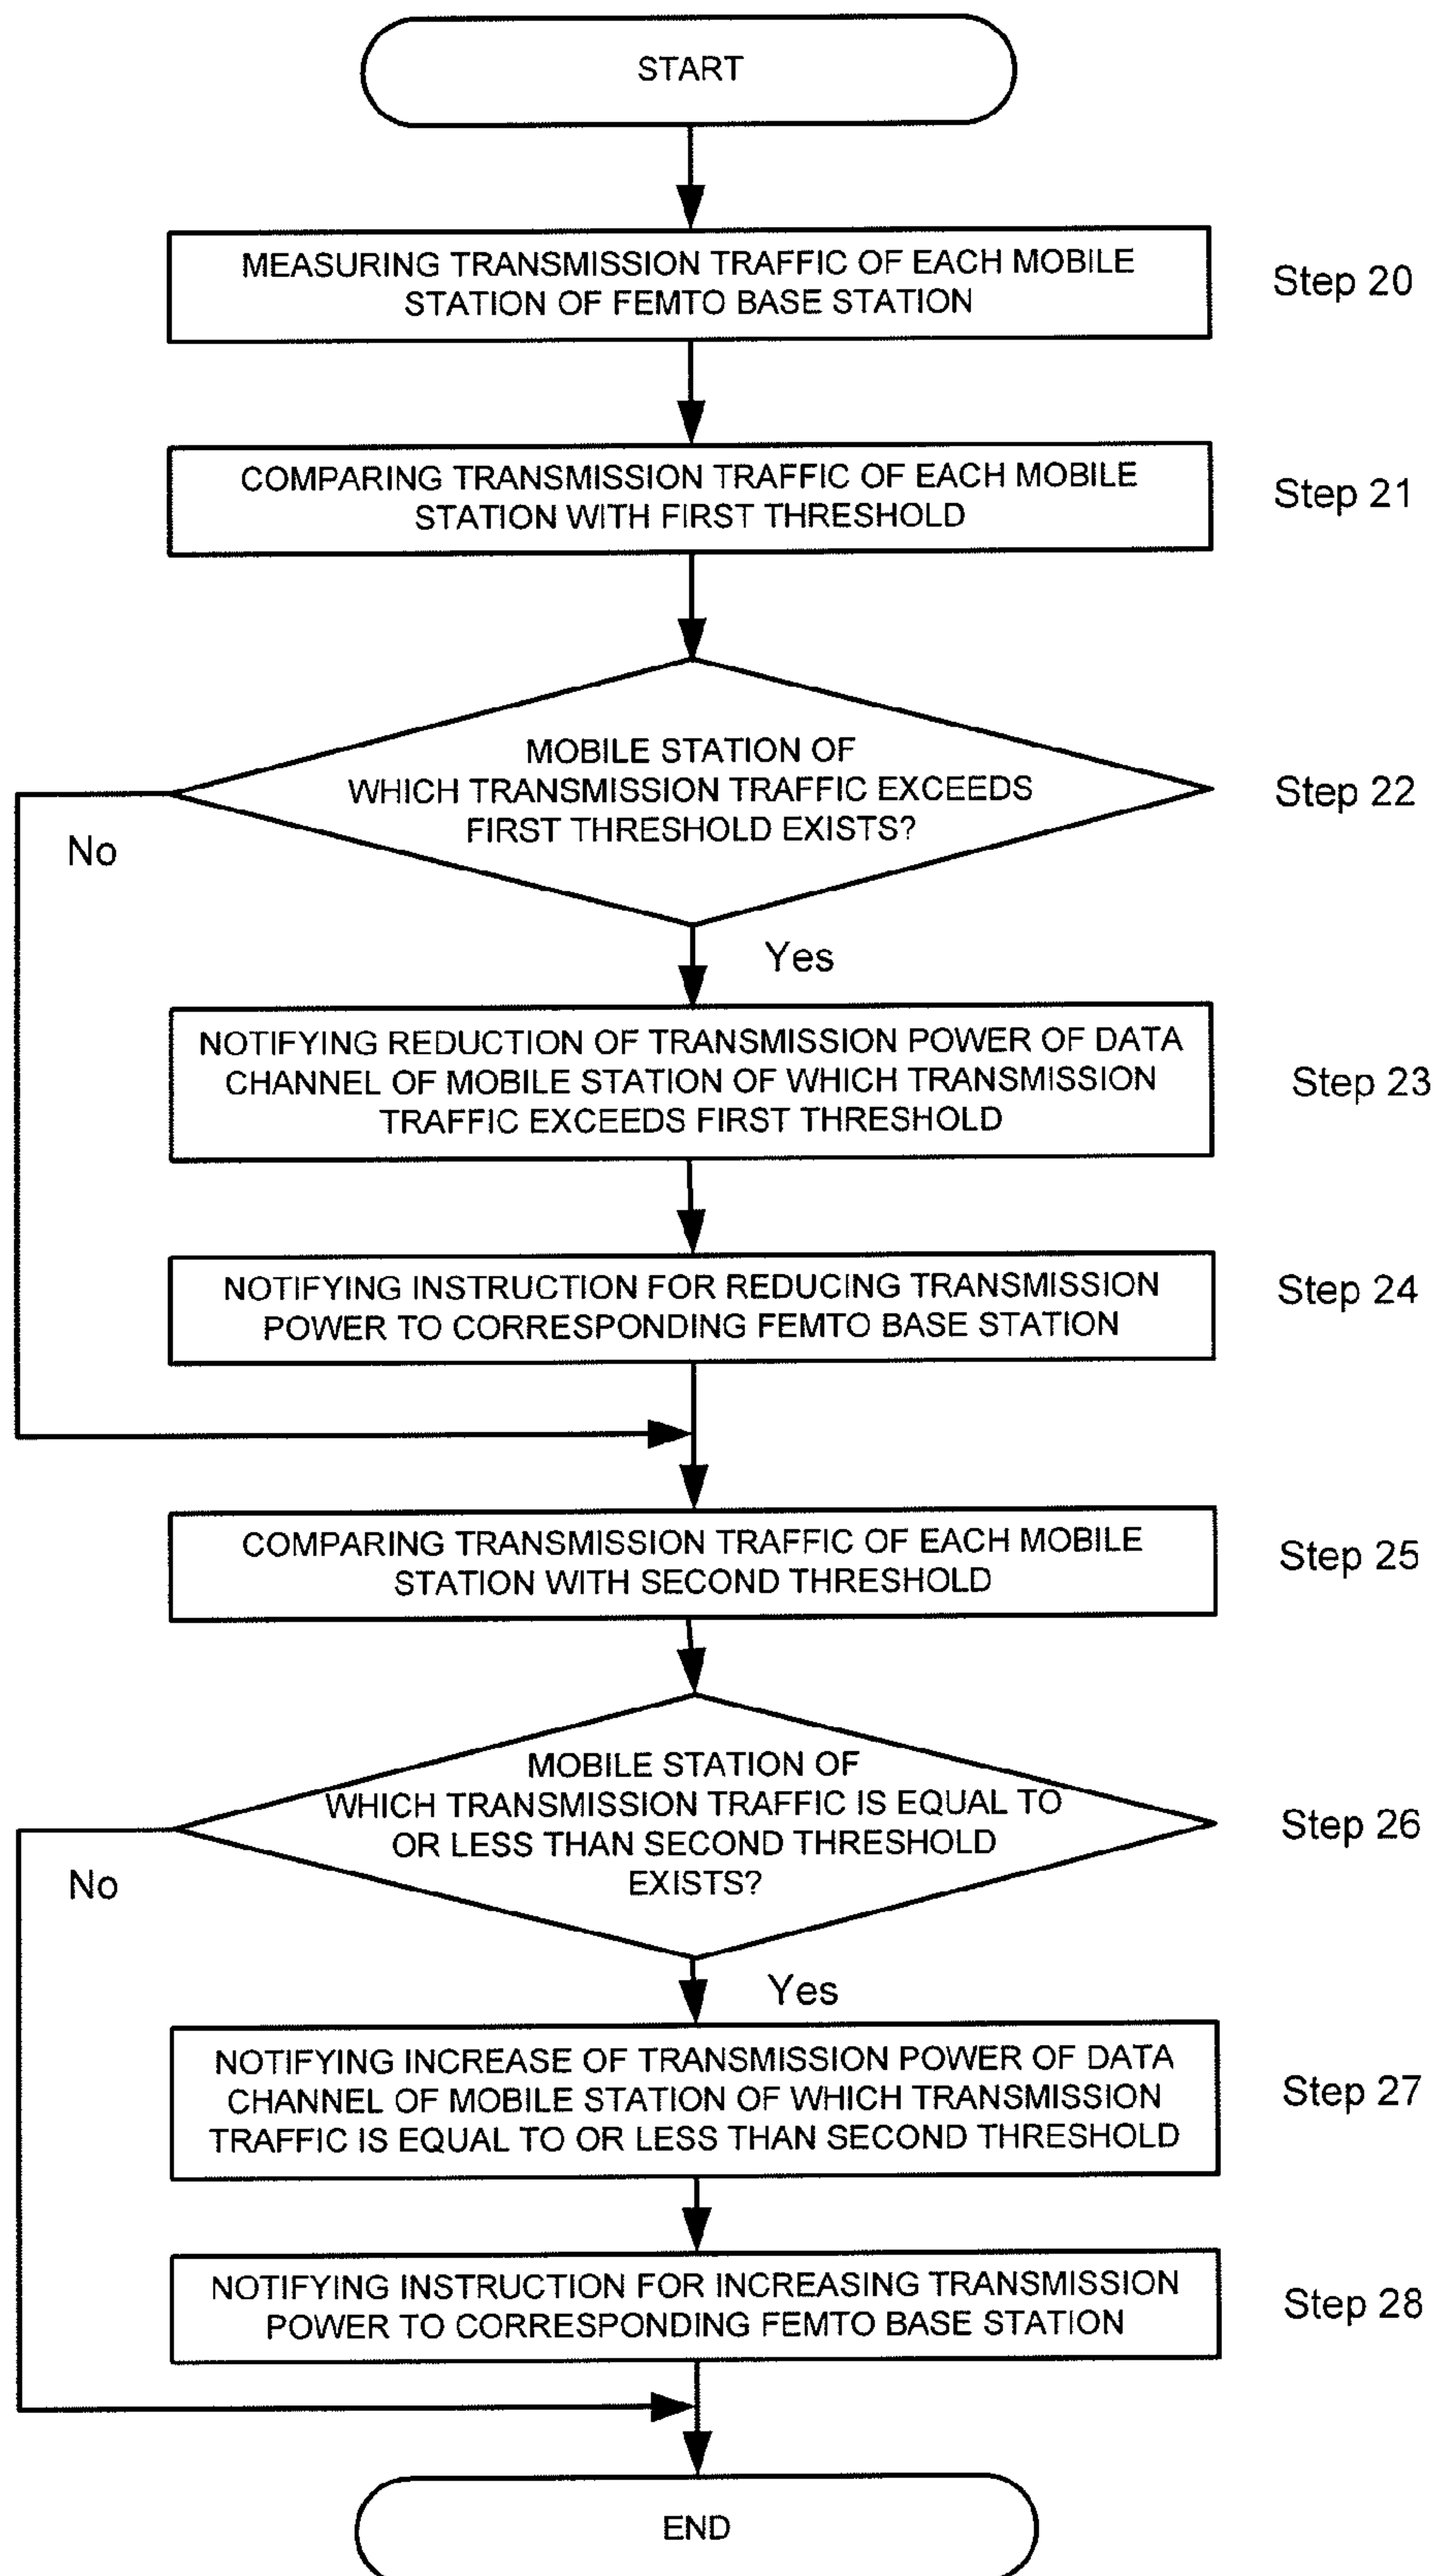 START
MEASURING TRANSMISSION TRAFFIC OF EACH MOBILE
STATION OF FEMTO BASE STATION
Step 20
COMPARING TRANSMISSION TRAFFIC OF EACH MOBILE
STATION WITH FIRST THRESHOLD
Step 21
MOBILE STATION OF
WHICH TRANSMISSION TRAFFIC EXCEEDS
FIRST THRESHOLD EXISTS?
Step 22
No
Yes
NOTIFYING REDUCTION OF TRANSMISSION POWER OF DATA
CHANNEL OF MOBILE STATION OF WHICH TRANSMISSION
TRAFFIC EXCEEDS FIRST THRESHOLD
Step 23
NOTIFYING INSTRUCTION FOR REDUCING TRANSMISSION
POWER TO CORRESPONDING FEMTO BASE STATION
Step 24
COMPARING TRANSMISSION TRAFFIC OF EACH MOBILE
STATION WITH SECOND THRESHOLD
Step 25
MOBILE STATION OF
WHICH TRANSMISSION TRAFFIC IS EQUAL TO
OR LESS THAN SECOND THRESHOLD
EXISTS?
Step 26
No
Yes
NOTIFYING INCREASE OF TRANSMISSION POWER OF DATA
CHANNEL OF MOBILE STATION OF WHICH TRANSMISSION
TRAFFIC IS EQUAL TO OR LESS THAN SECOND THRESHOLD
Step 27
NOTIFYING INSTRUCTION FOR INCREASING TRANSMISSION
POWER TO CORRESPONDING FEMTO BASE STATION
Step 28
END